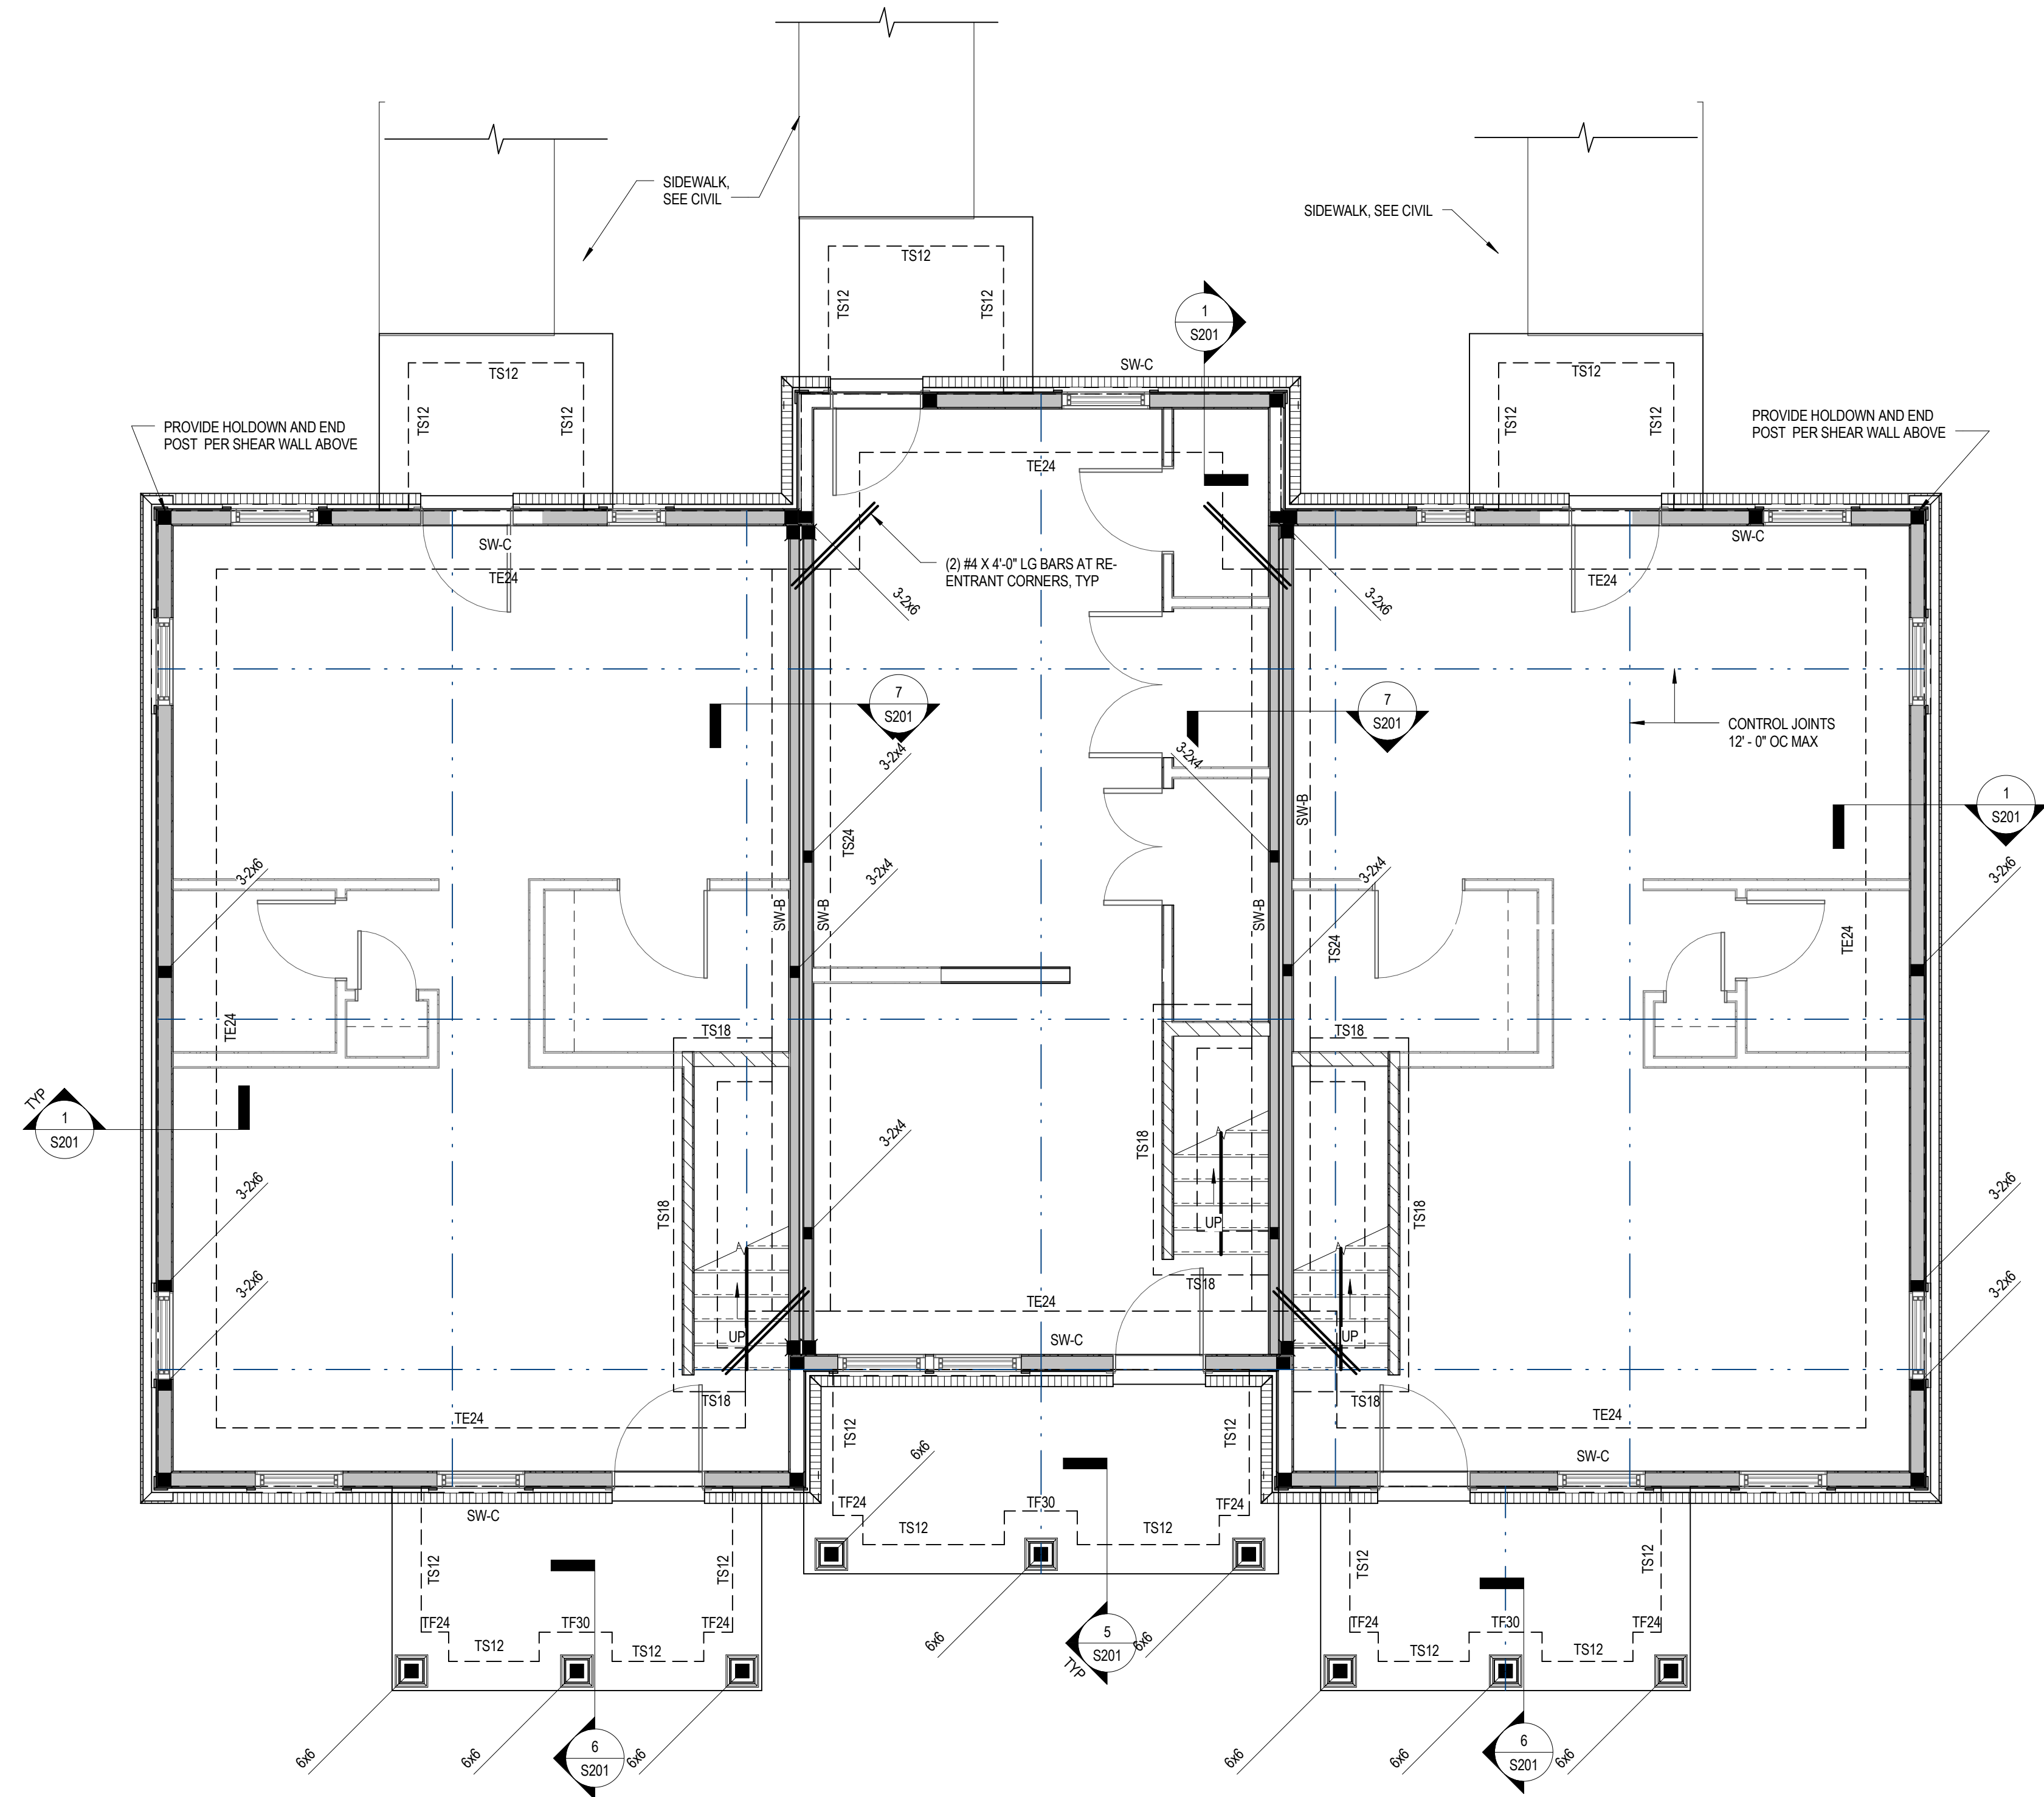 SIDEWALK,
SEE CIVIL
SIDEWALK, SEE CIVIL
TS12
TS12
TS12
1
S201
SW-C
TS12
TS12
TS12
TS12
TS12
TS12
PROVIDE HOLDOWN AND END
POST PER SHEAR WALL ABOVE
PROVIDE HOLDOWN AND END
POST PER SHEAR WALL ABOVE
TE24
SW-C
TE24
(2) #4 X 4'-0" LG BARS AT RE-
ENTRANT CORNERS, TYP
3-2x6
3-2x6
SW-C
TE24
7
S201
7
S201
CONTROL JOINTS
12' - 0" OC MAX
3-2x4
3-2x4
1
S201
SW-B
TS24
3-2x6
3-2x4
3-2x4
3-2x6
SW-B
SW-B
SW-B
TS24
TE24
TE24
TS18
TS18
TYP
1
S201
3-2x4
TS18
3-2x6
3-2x6
TS18
UP
TS18
TS18
3-2x6
3-2x6
TE24
UP
SW-C
UP
TS18
TS18
TE24
TE24
TS12
TS12
6x6
SW-C
SW-C
TF24
TF30
TF24
TS12
TS12
TS12
TS12
TS12
TS12
TF24
TF30
TF24
TS12
TS12
6x6
5
S201
TYP
6x6
TF24
TF30
TF24
TS12
TS12
6x6
6x6
6
S201
6x6
6x6
6x6
6
S201
6x6